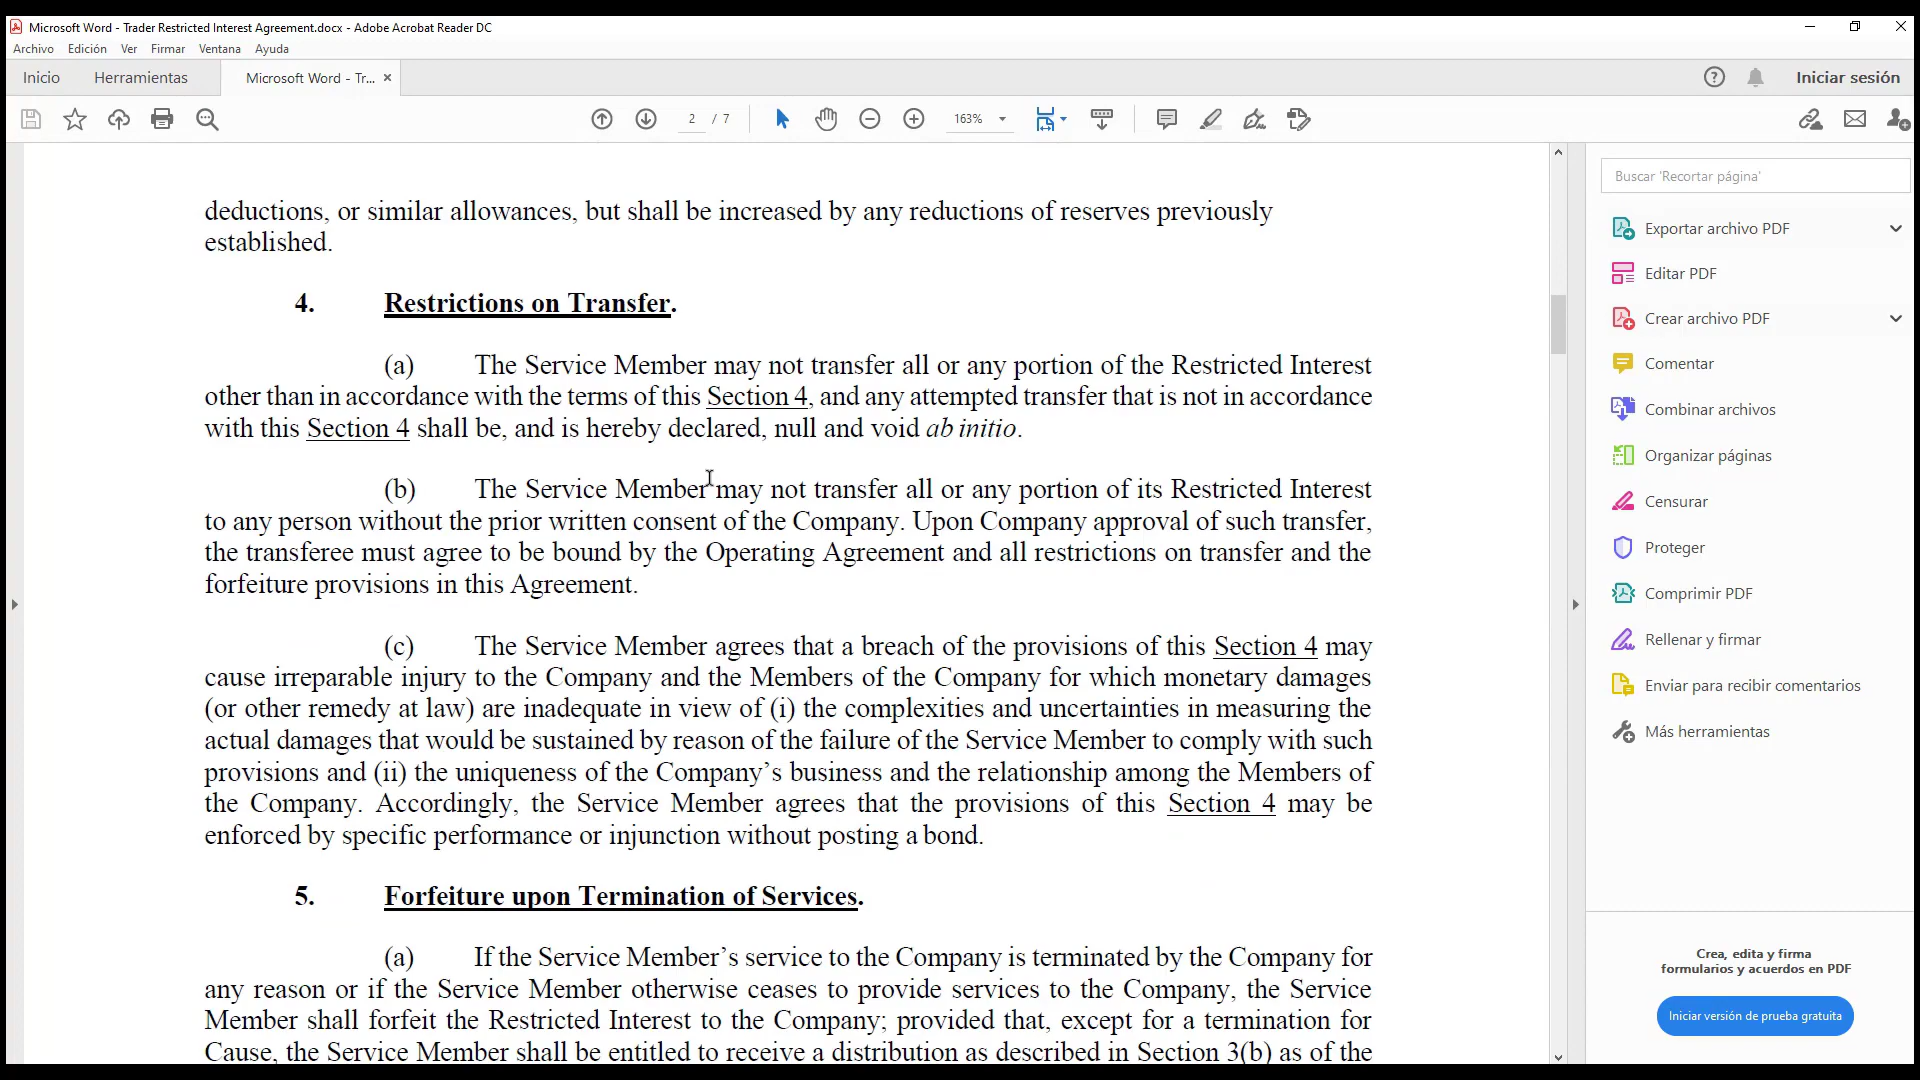 Microsoft Word - Trader Restricted Interest Agreement.docx - Adobe Acrobat Reader DC
Archivo Edición Ver Firmar Ventana Ayuda
Inicio Herramientas Microsoft Word - Tr... × Iniciar sesión
2 / 7 163%
deductions, or similar allowances, but shall be increased by any reductions of reserves previously
established.
4. Restrictions on Transfer.
(a) The Service Member may not transfer all or any portion of the Restricted Interest
other than in accordance with the terms of this Section 4, and any attempted transfer that is not in accordance
with this Section 4 shall be, and is hereby declared, null and void ab initio.
(b) The Service Member may not transfer all or any portion of its Restricted Interest
to any person without the prior written consent of the Company. Upon Company approval of such transfer,
the transferee must agree to be bound by the Operating Agreement and all restrictions on transfer and the
forfeiture provisions in this Agreement.
(c) The Service Member agrees that a breach of the provisions of this Section 4 may
cause irreparable injury to the Company and the Members of the Company for which monetary damages
(or other remedy at law) are inadequate in view of (i) the complexities and uncertainties in measuring the
actual damages that would be sustained by reason of the failure of the Service Member to comply with such
provisions and (ii) the uniqueness of the Company’s business and the relationship among the Members of
the Company. Accordingly, the Service Member agrees that the provisions of this Section 4 may be
enforced by specific performance or injunction without posting a bond.
5. Forfeiture upon Termination of Services.
(a) If the Service Member’s service to the Company is terminated by the Company for
any reason or if the Service Member otherwise ceases to provide services to the Company, the Service
Member shall forfeit the Restricted Interest to the Company; provided that, except for a termination for
Cause, the Service Member shall be entitled to receive a distribution as described in Section 3(b) as of the
Buscar 'Recortar página'
Exportar archivo PDF
Editar PDF
Crear archivo PDF
Comentar
Combinar archivos
Organizar páginas
Censurar
Proteger
Comprimir PDF
Rellenar y firmar
Enviar para recibir comentarios
Más herramientas
Crea, edita y firma
formularios y acuerdos en PDF
Iniciar versión de prueba gratuita